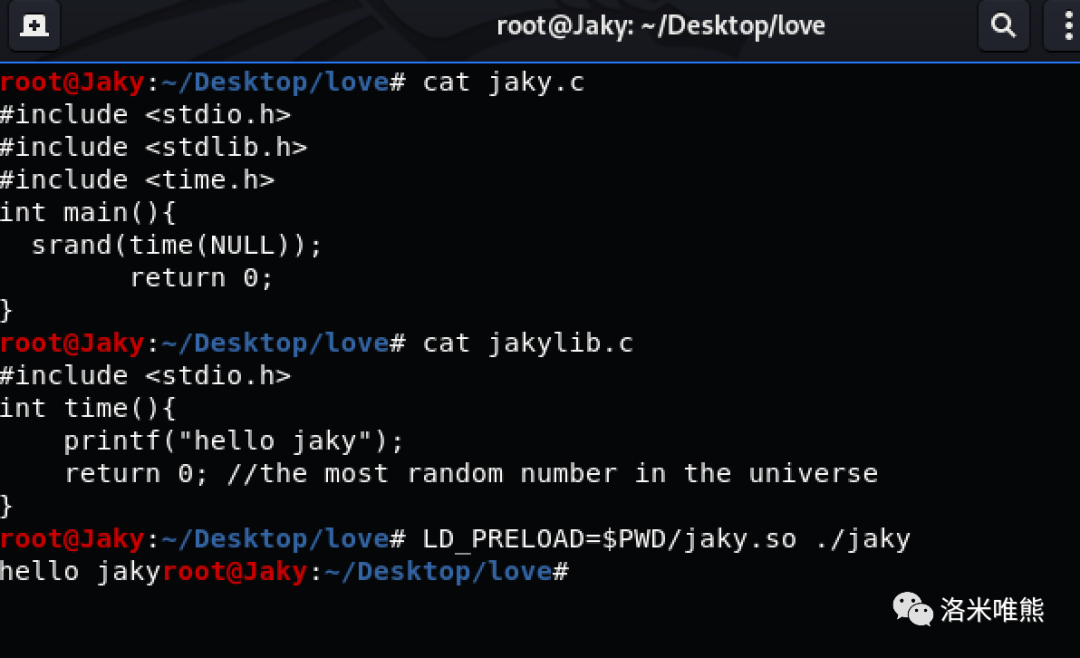 root@Jaky: ~/Desktop/love
root@Jaky:~/Desktop/love# cat jaky.c
#include <stdio.h>
#include <stdlib.h>
#include <time.h>
int main(){
  srand(time(NULL));
        return 0;
}
root@Jaky:~/Desktop/love# cat jakylib.c
#include <stdio.h>
int time(){
    printf("hello jaky");
    return 0; //the most random number in the universe
}
root@Jaky:~/Desktop/love# LD_PRELOAD=$PWD/jaky.so ./jaky
hello jakyroot@Jaky:~/Desktop/love#
洛米唯熊